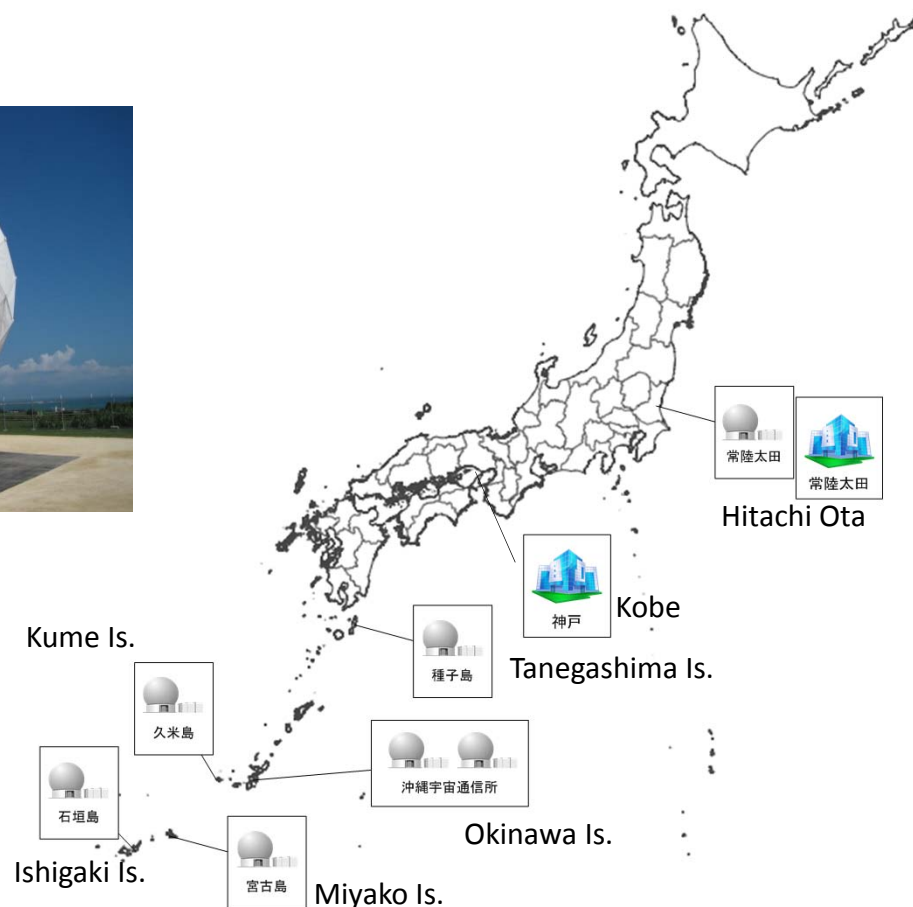 常陸太田
常陸太田
Hitachi Ota
神戸
Kobe
種子島
Tanegashima Is.
Kume Is.
久米島
沖縄宇宙通信所
Okinawa Is.
石垣島
Ishigaki Is.
宮古島
Miyako Is.